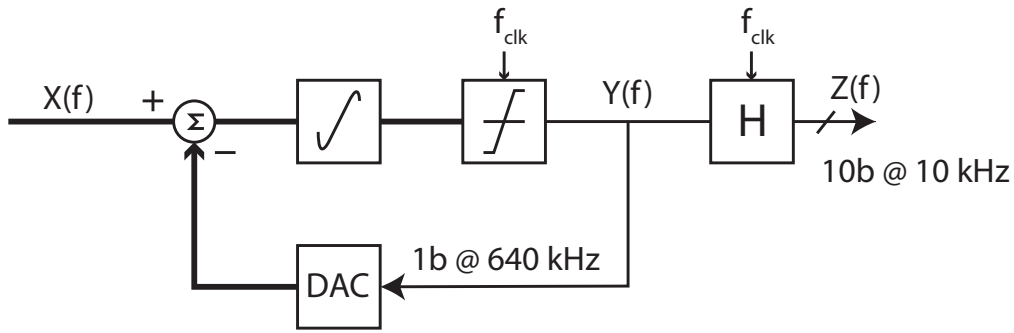 f_clk
f_clk
X(f)
+
Σ
Y(f)
H
Z(f)
−
10b @ 10 kHz
1b @ 640 kHz
DAC